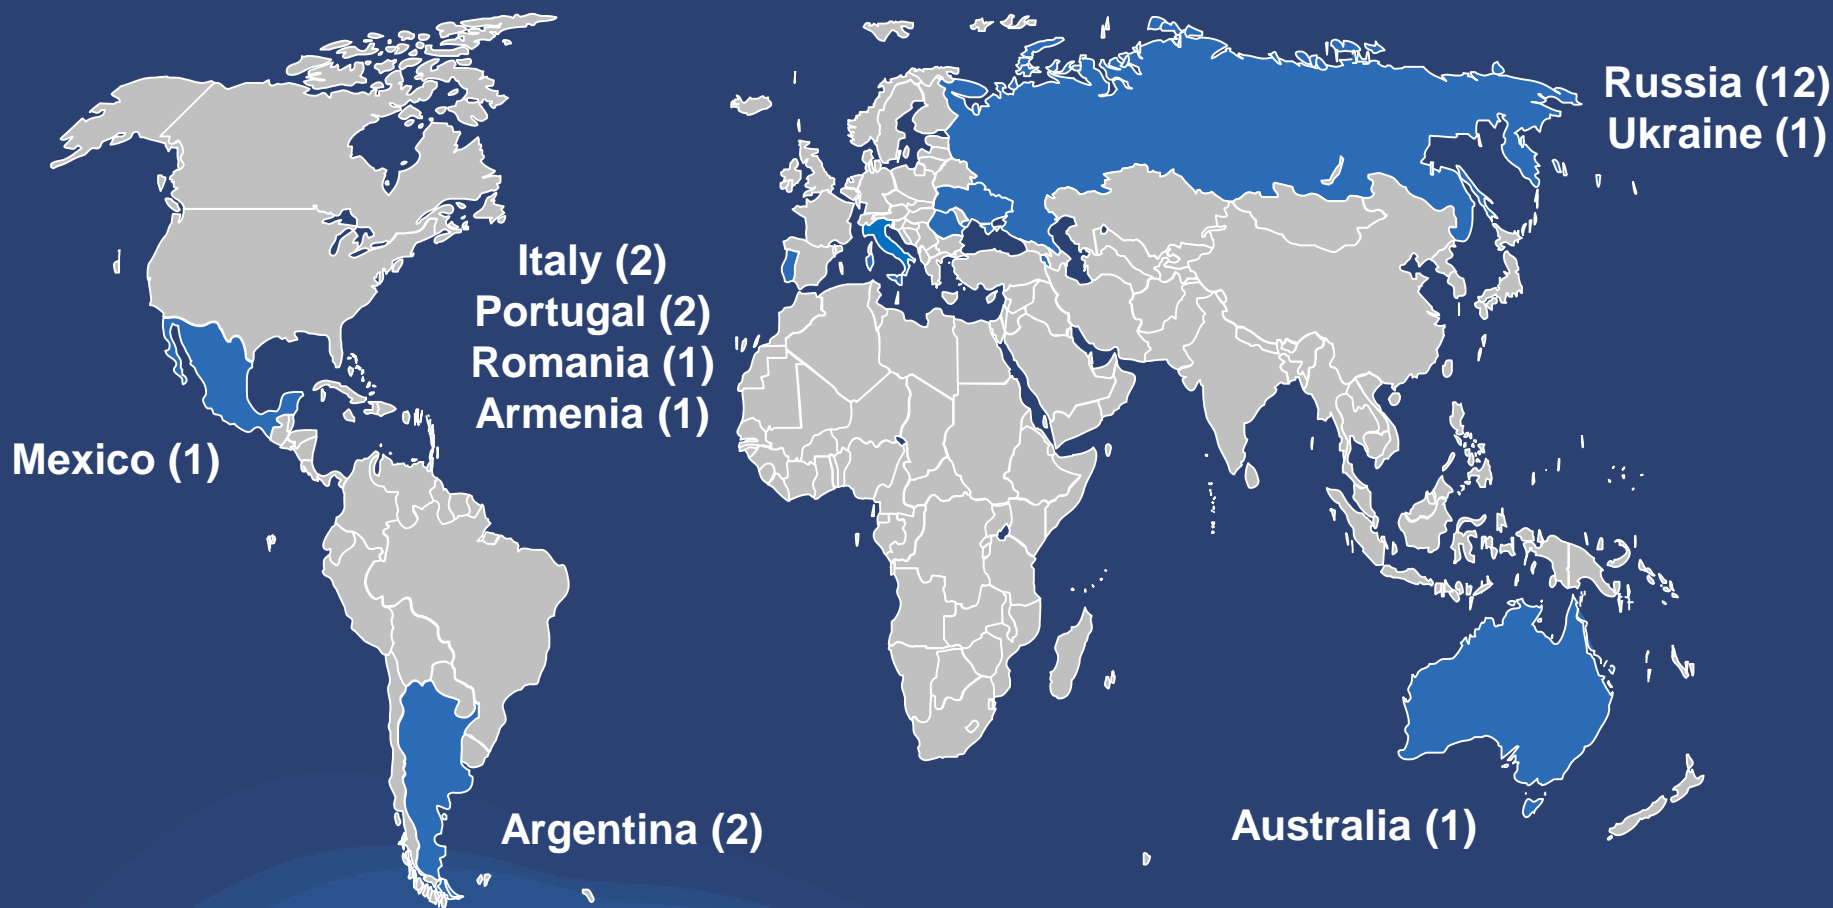 Russia (12)
Ukraine (1)
Italy (2)
Portugal (2)
Romania (1)
Armenia (1)
Mexico (1)
Argentina (2)
Australia (1)